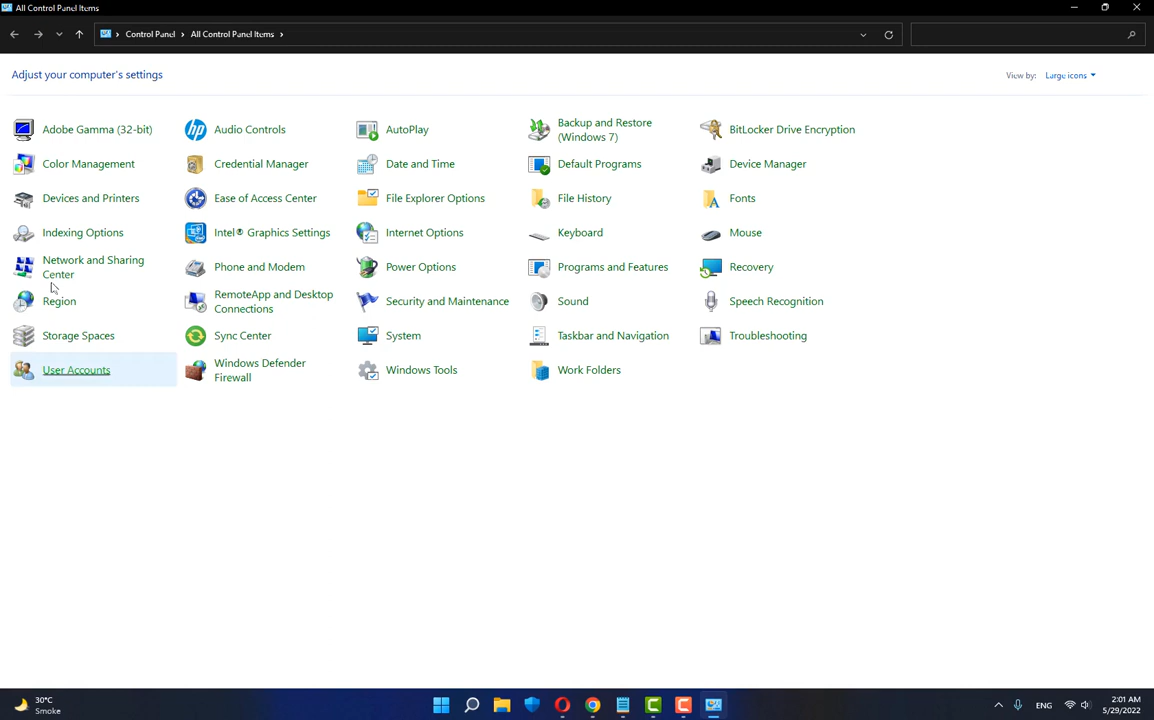 All Control Panel Items
Control Panel > All Control Panel Items >
Adjust your computer's settings
View by: Large icons
Adobe Gamma (32-bit)
Audio Controls
AutoPlay
Backup and Restore
(Windows 7)
BitLocker Drive Encryption
Color Management
Credential Manager
Date and Time
Default Programs
Device Manager
Devices and Printers
Ease of Access Center
File Explorer Options
File History
Fonts
Indexing Options
Intel® Graphics Settings
Internet Options
Keyboard
Mouse
Network and Sharing
Center
Phone and Modem
Power Options
Programs and Features
Recovery
Region
RemoteApp and Desktop
Connections
Security and Maintenance
Sound
Speech Recognition
Storage Spaces
Sync Center
System
Taskbar and Navigation
Troubleshooting
User Accounts
Windows Defender
Firewall
Windows Tools
Work Folders
30°C
Smoke
hp
ENG
2:01 AM
5/29/2022